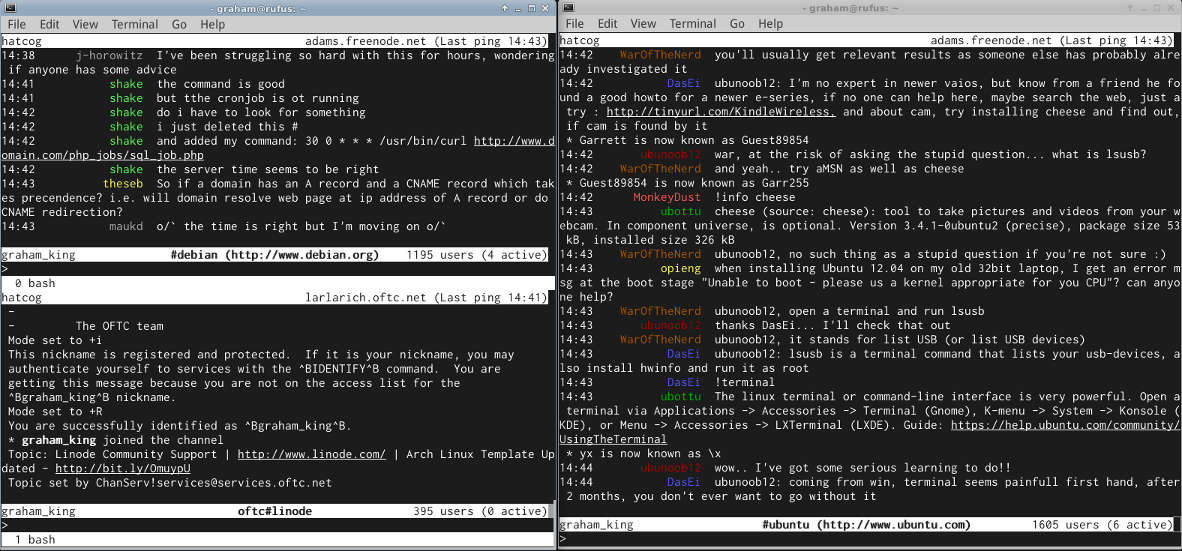 - graham@rufus: ~
File Edit View Terminal Go Help
hatcog adams.freenode.net (Last ping 14:43)
14:38 j-horowitz I've been struggling so hard with this for hours, wondering
if anyone has some advice
14:41 shake the command is good
14:41 shake but tthe cronjob is ot running
14:42 shake do i have to look for something
14:42 shake i just deleted this #
14:42 shake and added my command: 30 0 * * * /usr/bin/curl http://www.d
omain.com/php_jobs/sql_job.php
14:42 shake the server time seems to be right
14:43 theseb So if a domain has an A record and a CNAME record which tak
es precendence? i.e. will domain resolve web page at ip address of A record or do
CNAME redirection?
14:43 maukd o/` the time is right but I'm moving on o/`
graham_king #debian (http://www.debian.org) 1195 users (4 active)
>
0 bash
hatcog larlarich.oftc.net (Last ping 14:41)
-
- The OFTC team
Mode set to +i
This nickname is registered and protected.  If it is your nickname, you may
authenticate yourself to services with the ^BIDENTIFY^B command.  You are
getting this message because you are not on the access list for the
^Bgraham_king^B nickname.
Mode set to +R
You are successfully identified as ^Bgraham_king^B.
* graham_king joined the channel
Topic: Linode Community Support | http://www.linode.com/ | Arch Linux Template Up
dated - http://bit.ly/OmuypU
Topic set by ChanServ!services@services.oftc.net
graham_king oftc#linode 395 users (0 active)
>
1 bash
- graham@rufus: ~
File Edit View Terminal Go Help
hatcog adams.freenode.net (Last ping 14:43)
14:42 WarOfTheNerd you'll usually get relevant results as someone else has probably alre
ady investigated it
14:42 DasEi ubunoob12: I'm no expert in newer vaios, but know from a friend he fo
und a good howto for a newer e-series, if no one can help here, maybe search the web, just a
try : http://tinyurl.com/KindleWireless, and about cam, try installing cheese and find out,
if cam is found by it
* Garrett is now known as Guest89854
14:42 ubunoob12 war, at the risk of asking the stupid question... what is lsusb?
14:42 WarOfTheNerd and yeah.. try aMSN as well as cheese
* Guest89854 is now known as Garr255
14:42 MonkeyDust !info cheese
14:43 ubottu cheese (source: cheese): tool to take pictures and videos from your w
ebcam. In component universe, is optional. Version 3.4.1-0ubuntu2 (precise), package size 53
kB, installed size 326 kB
14:43 WarOfTheNerd ubunoob12, no such thing as a stupid question if you're not sure :)
14:43 opieng when installing Ubuntu 12.04 on my old 32bit laptop, I get an error m
sg at the boot stage "Unable to boot - please us a kernel appropriate for you CPU"? can anyo
ne help?
14:43 WarOfTheNerd ubunoob12, open a terminal and run lsusb
14:43 ubunoob12 thanks DasEi... I'll check that out
14:43 WarOfTheNerd ubunoob12, it stands for list USB (or list USB devices)
14:43 DasEi ubunoob12: lsusb is a terminal command that lists your usb-devices, a
lso install hwinfo and run it as root
14:43 DasEi !terminal
14:43 ubottu The linux terminal or command-line interface is very powerful. Open a
terminal via Applications -> Accessories -> Terminal (Gnome), K-menu -> System -> Konsole (
KDE), or Menu -> Accessories -> LXTerminal (LXDE). Guide: https://help.ubuntu.com/community/
UsingTheTerminal
* yx is now known as \x
14:44 ubunoob12 wow.. I've got some serious learning to do!!
14:44 DasEi ubunoob12: coming from win, terminal seems painfull first hand, after
2 months, you don't ever want to go without it
graham_king #ubuntu (http://www.ubuntu.com) 1605 users (6 active)
>